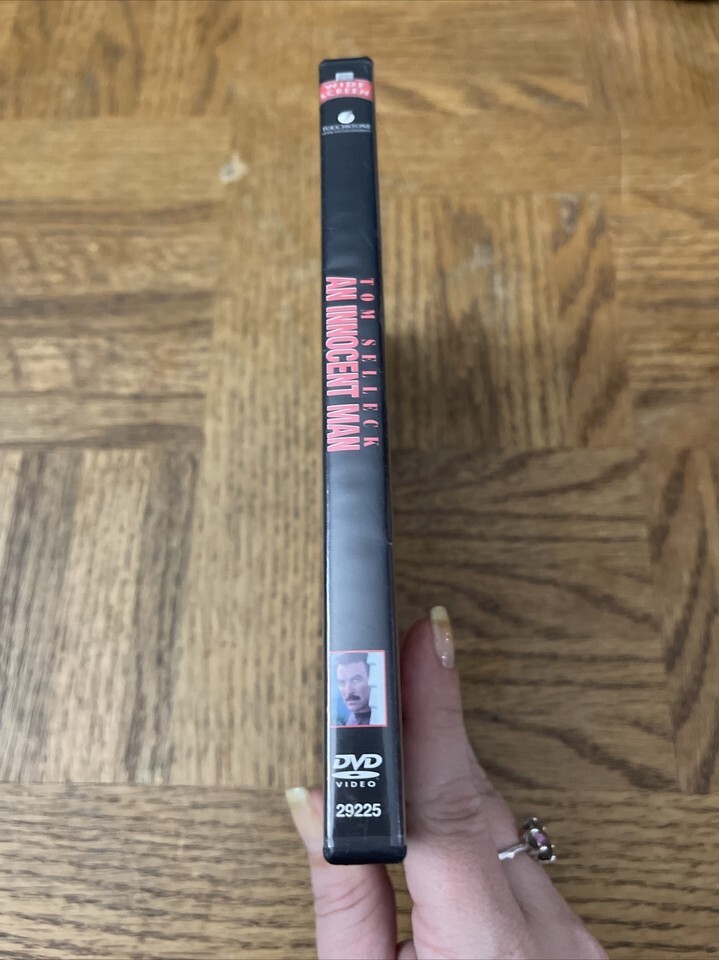 WIDE
SCREEN
TOUCHSTONE
TOM SELLECK
AN INNOCENT MAN
DVD
VIDEO
29225